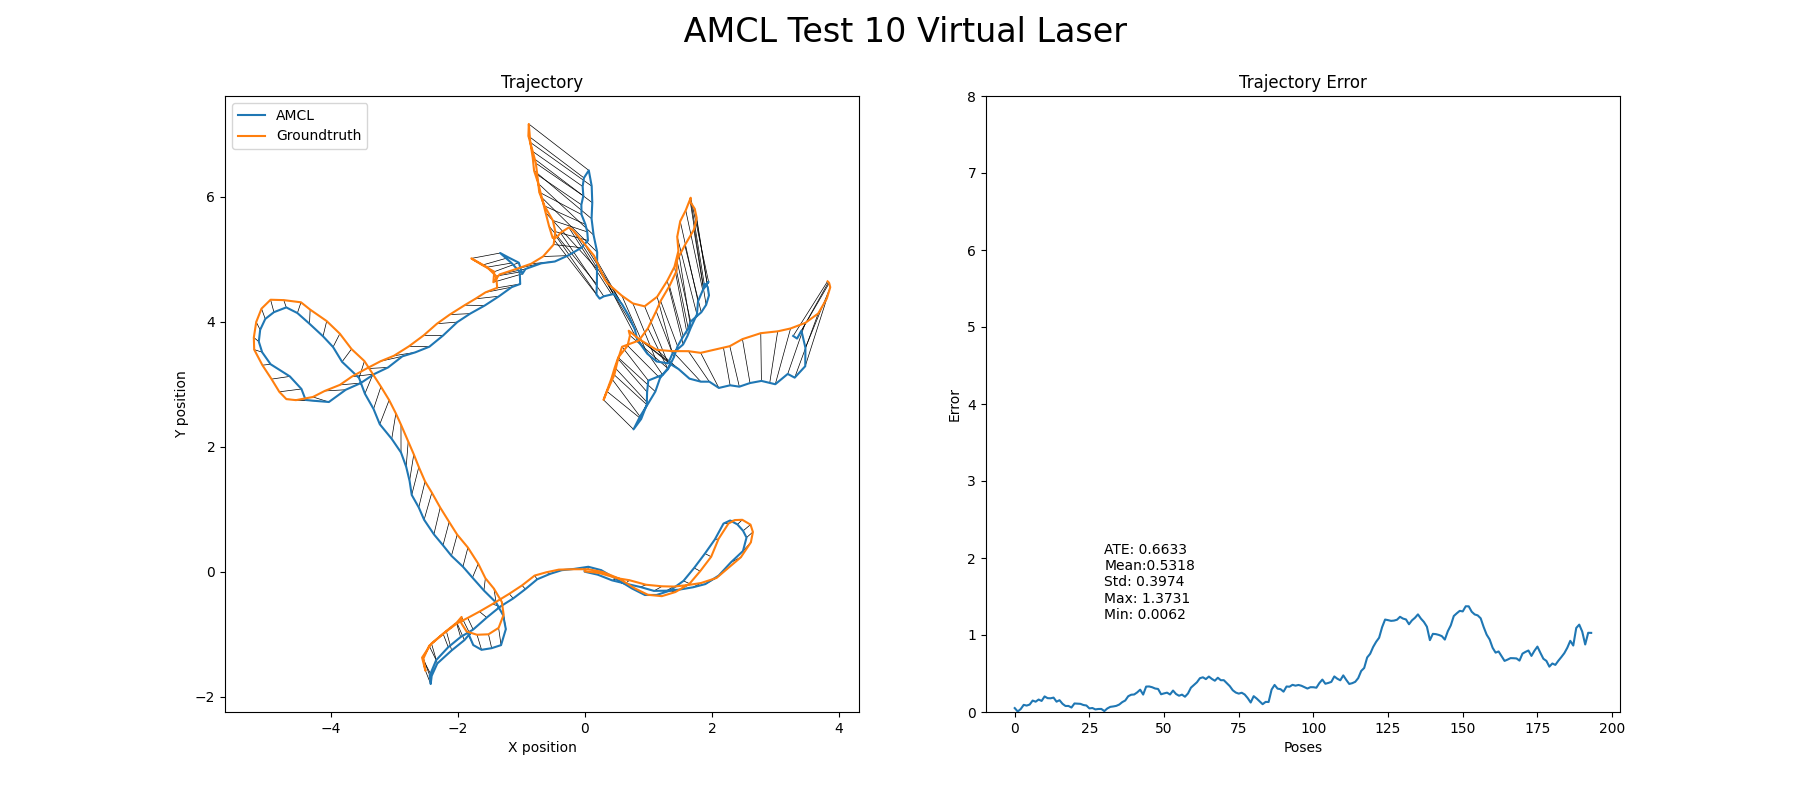 AMCL Test 10 Virtual Laser
Trajectory
AMCL
Groundtruth
6
4
2
0
−2
Y position
−4
−2
0
2
4
X position
Trajectory Error
8
7
6
5
4
3
2
1
0
Error
ATE: 0.6633
Mean:0.5318
Std: 0.3974
Max: 1.3731
Min: 0.0062
0
25
50
75
100
125
150
175
200
Poses